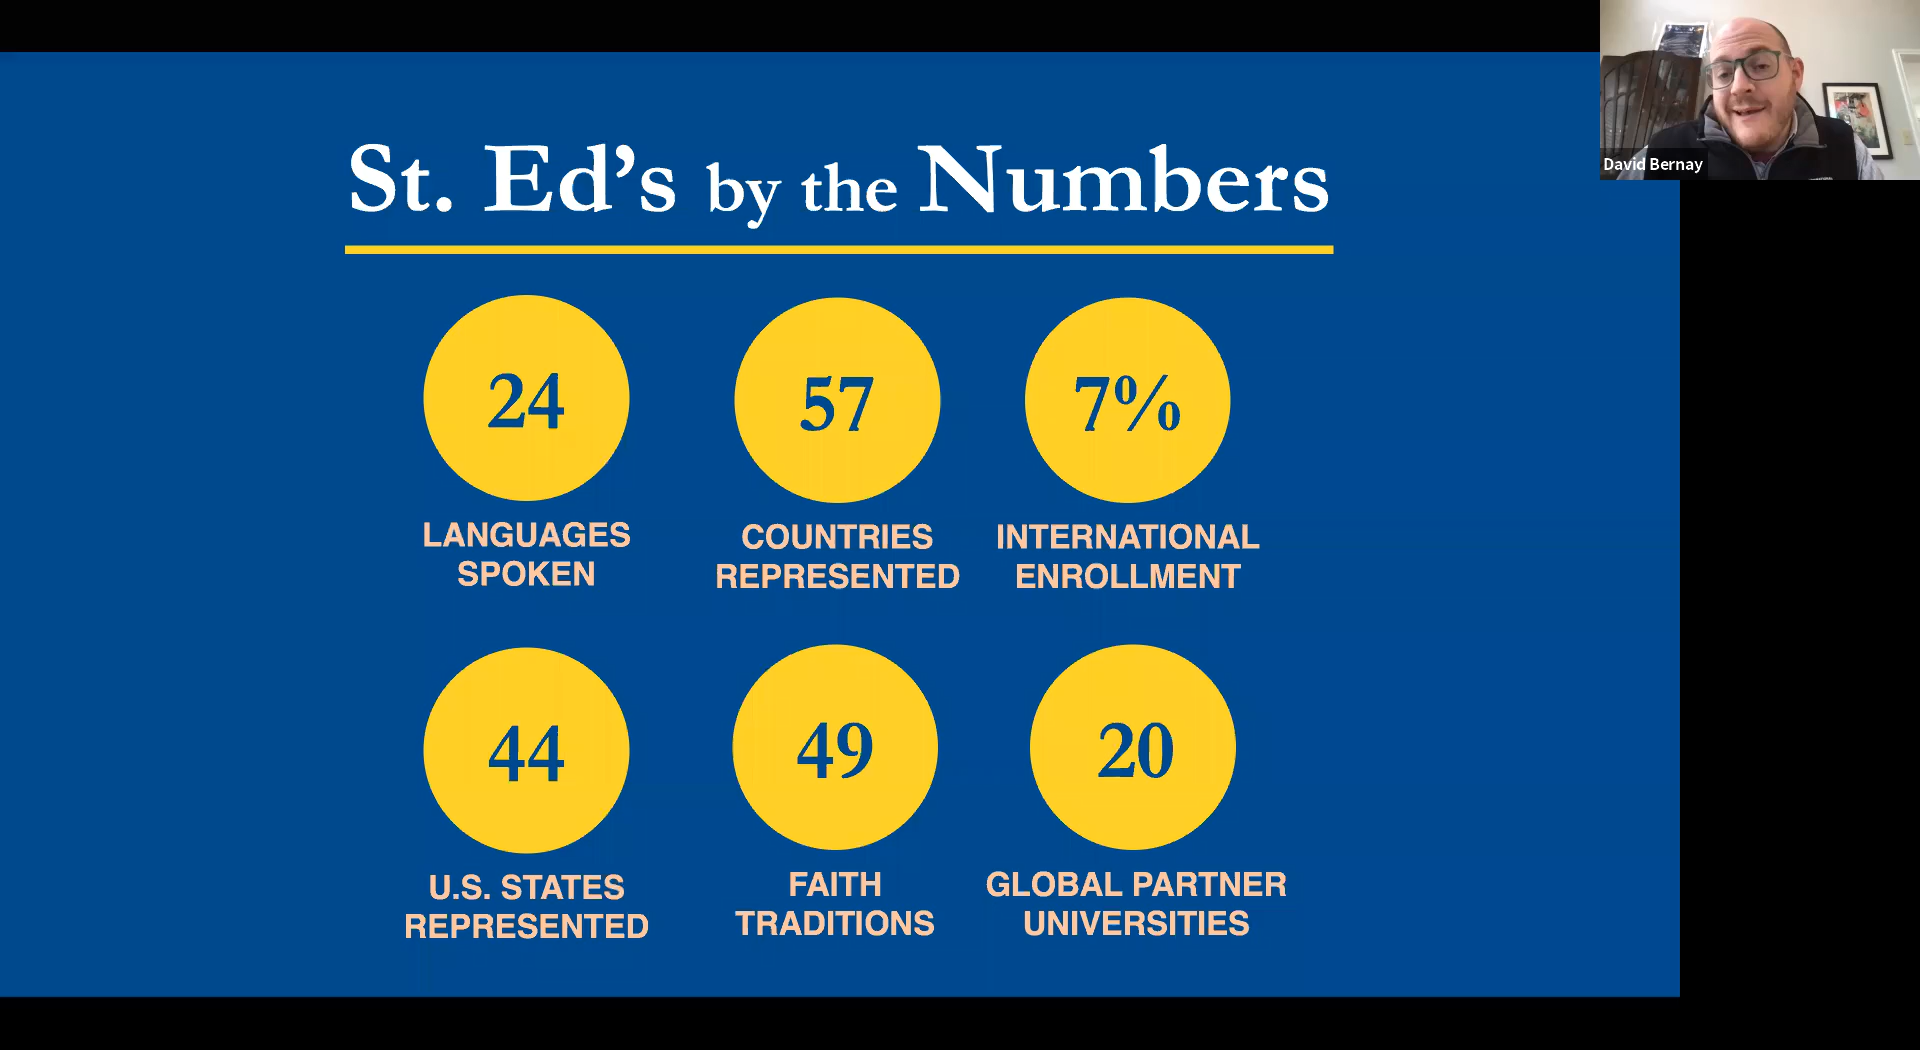 St. Ed’s by the Numbers
24
LANGUAGES
SPOKEN
57
COUNTRIES
REPRESENTED
7%
INTERNATIONAL
ENROLLMENT
44
U.S. STATES
REPRESENTED
49
FAITH
TRADITIONS
20
GLOBAL PARTNER
UNIVERSITIES
David Bernay